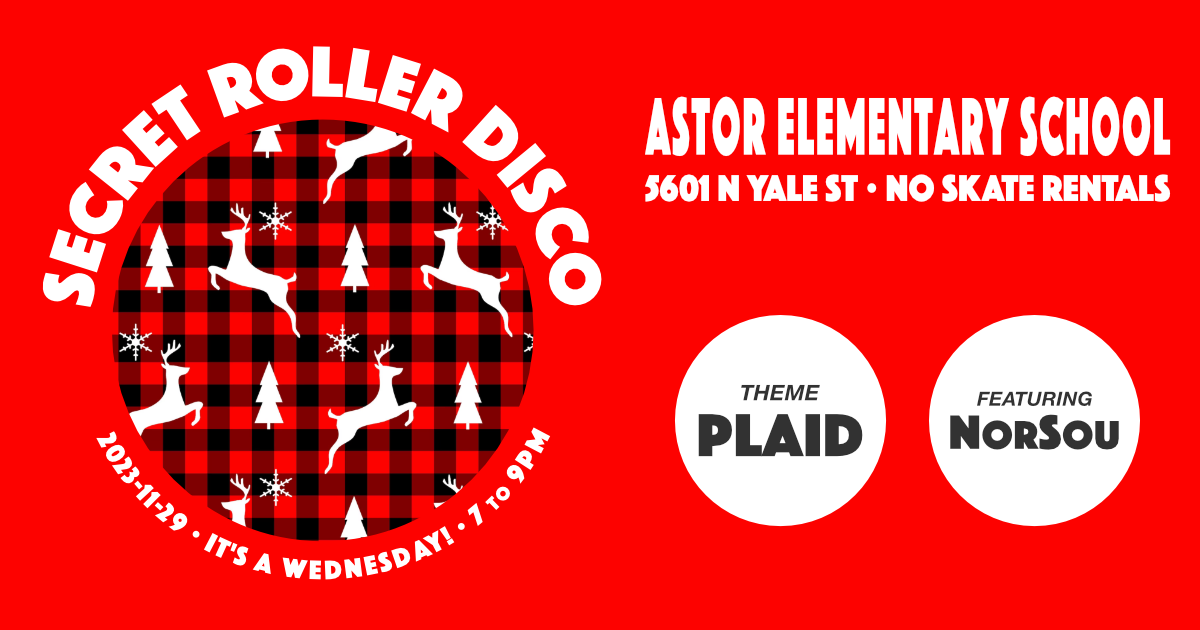 SECRET ROLLER DISCO
2023-11-29 • IT'S A WEDNESDAY! • 7 TO 9PM
ASTOR ELEMENTARY SCHOOL
5601 N YALE ST • NO SKATE RENTALS
THEME
PLAID
FEATURING
NORSOU